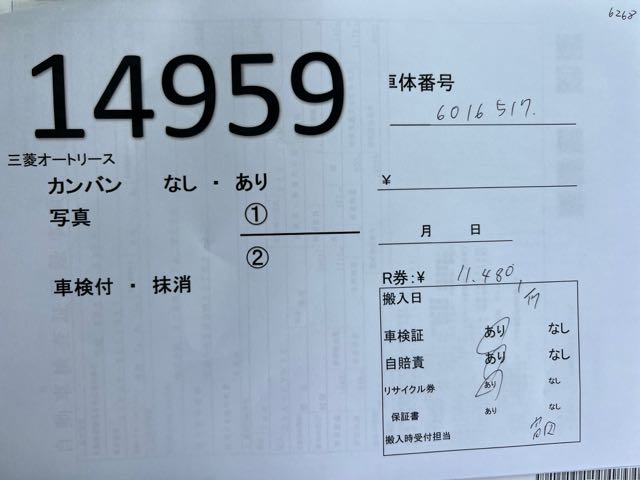 6268
14959
車体番号
6016517.
三菱オートリース
カンバン なし ・ あり
¥
写真 ①
②
月 日
車検付 ・ 抹消
R券:¥ 11.480
搬入日
車検証 あり なし
自賠責 あり なし
リサイクル券 あり なし
保証書 あり なし
搬入時受付担当